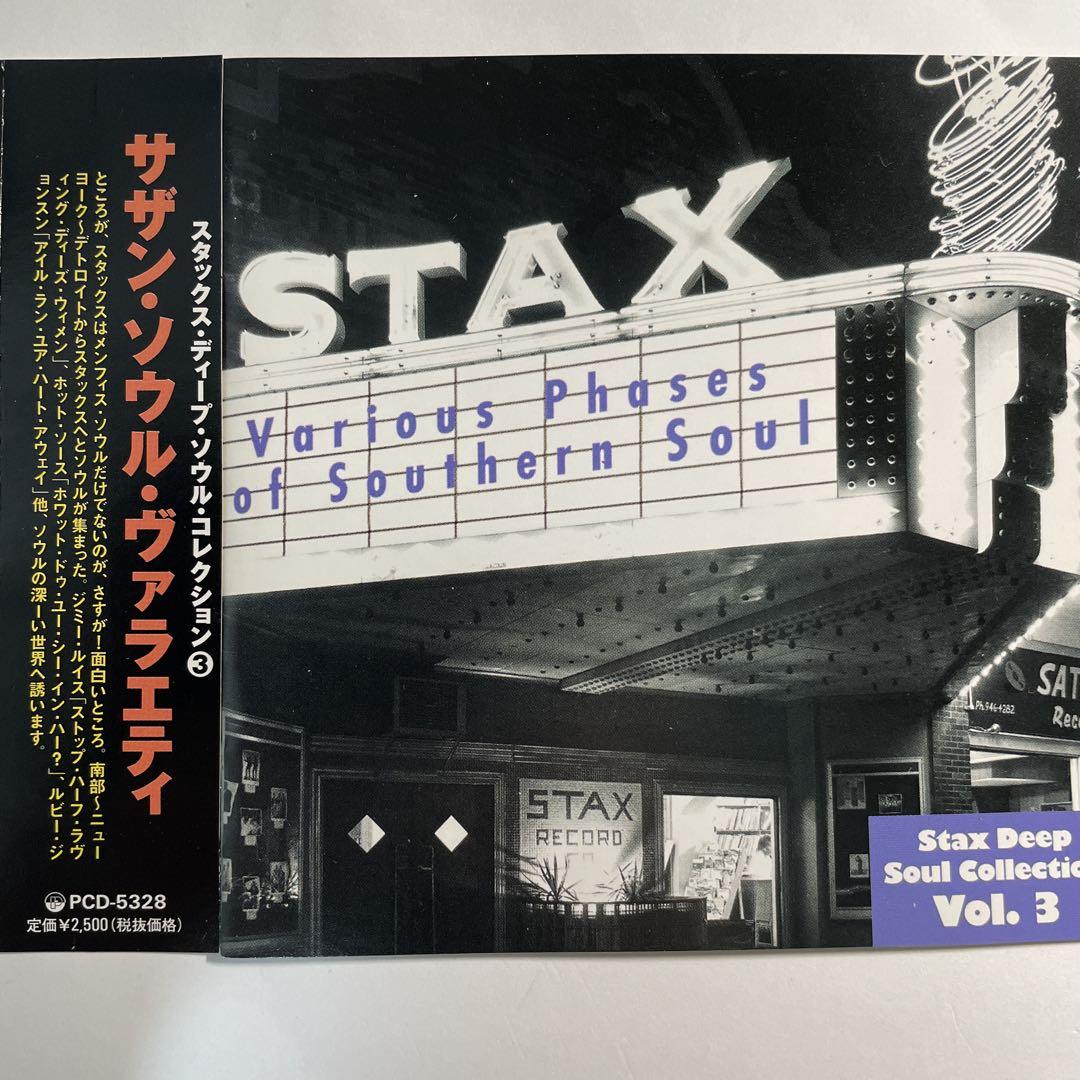 スタックス・ディープ・ソウル・コレクション❸
サザン・ソウル・ヴァラエティ
ところが、スタックスはメンフィス・ソウルだけでないのが、さすが！面白いところ。南部〜ニュー
ヨーク〜デトロイトからスタックスへとソウルが集まった。ジミー・ルイス「ストップ・ハーフ・ラヴ
ィング・ディーズ・ウィメン」、ホット・ソース「ホワット・ドゥ・ユー・シー・イン・ハー？」、ルビー・ジ
ョンスン「アイル・ラン・ユア・ハート・アウェイ」他、ソウルの深ーい世界へ誘います。
PCD-5328
定価¥2,500(税抜価格)
STAX
Various Phases
of Southern Soul
SAT
Rec
Ph.946-4282
STAX
RECORD
CO
Stax Deep
Soul Collection
Vol. 3